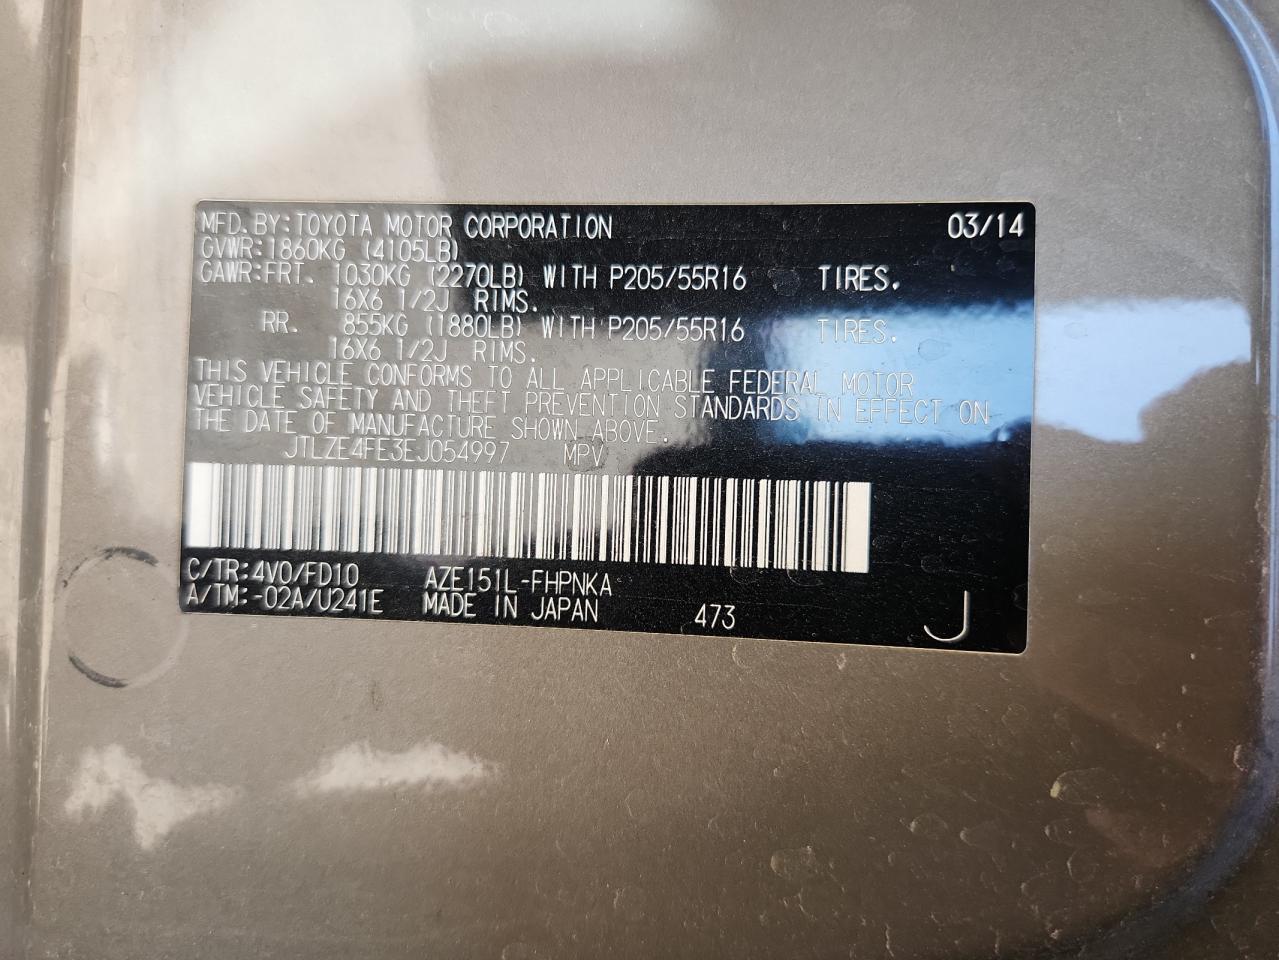 MFD. BY:TOYOTA MOTOR CORPORATION 03/14
GVWR:1860KG (4105LB)
GAWR:FRT. 1030KG (2270LB) WITH P205/55R16 TIRES.
16X6 1/2J RIMS.
RR. 855KG (1880LB) WITH P205/55R16 TIRES.
16X6 1/2J RIMS.
THIS VEHICLE CONFORMS TO ALL APPLICABLE FEDERAL MOTOR
VEHICLE SAFETY AND THEFT PREVENTION STANDARDS IN EFFECT ON
THE DATE OF MANUFACTURE SHOWN ABOVE.
JTLZE4FE3EJ054997 MPV
C/TR:4V0/FD10 AZE151L-FHPNKA
A/TM:-02A/U241E MADE IN JAPAN 473 J